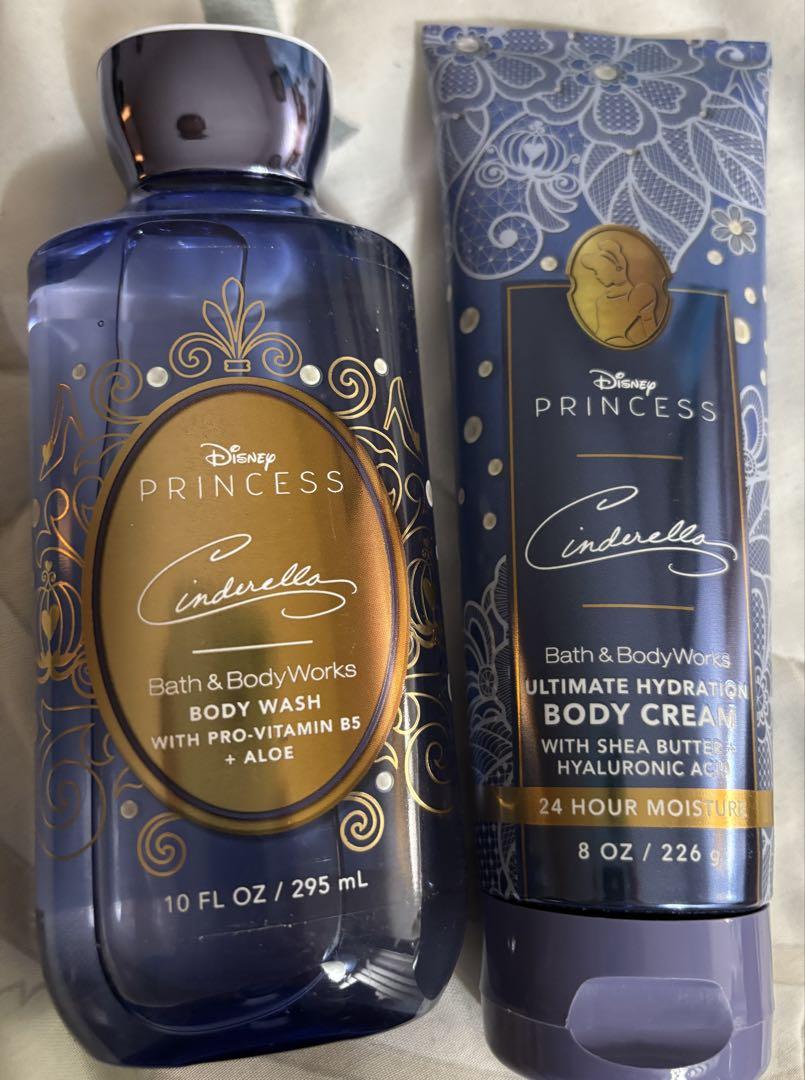 Disney
PRINCESS
Cinderella
Bath & Body Works
BODY WASH
WITH PRO-VITAMIN B5
+ ALOE
10 FL OZ / 295 mL
Disney
PRINCESS
Cinderella
Bath & Body Works
ULTIMATE HYDRATION
BODY CREAM
WITH SHEA BUTTER +
HYALURONIC ACID
24 HOUR MOISTURE
8 OZ / 226 g